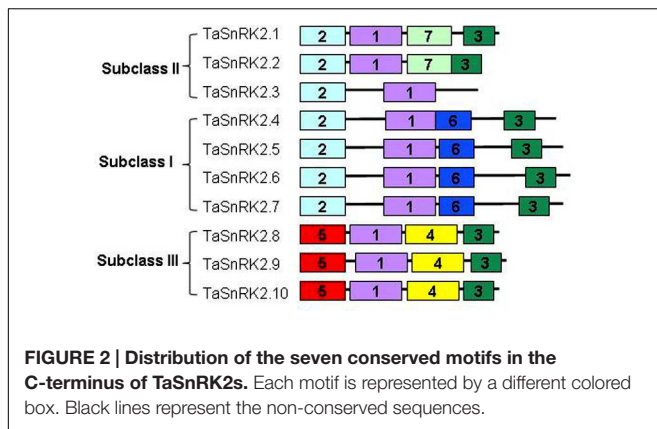 TaSnRK2.1 2 1 7 3
Subclass II TaSnRK2.2 2 1 7 3
TaSnRK2.3 2 1
TaSnRK2.4 2 1 6 3
TaSnRK2.5 2 1 6 3
Subclass I TaSnRK2.6 2 1 6 3
TaSnRK2.7 2 1 6 3
TaSnRK2.8 5 1 4 3
Subclass III TaSnRK2.9 5 1 4 3
TaSnRK2.10 5 1 4 3
FIGURE 2 | Distribution of the seven conserved motifs in the
C-terminus of TaSnRK2s. Each motif is represented by a different colored
box. Black lines represent the non-conserved sequences.